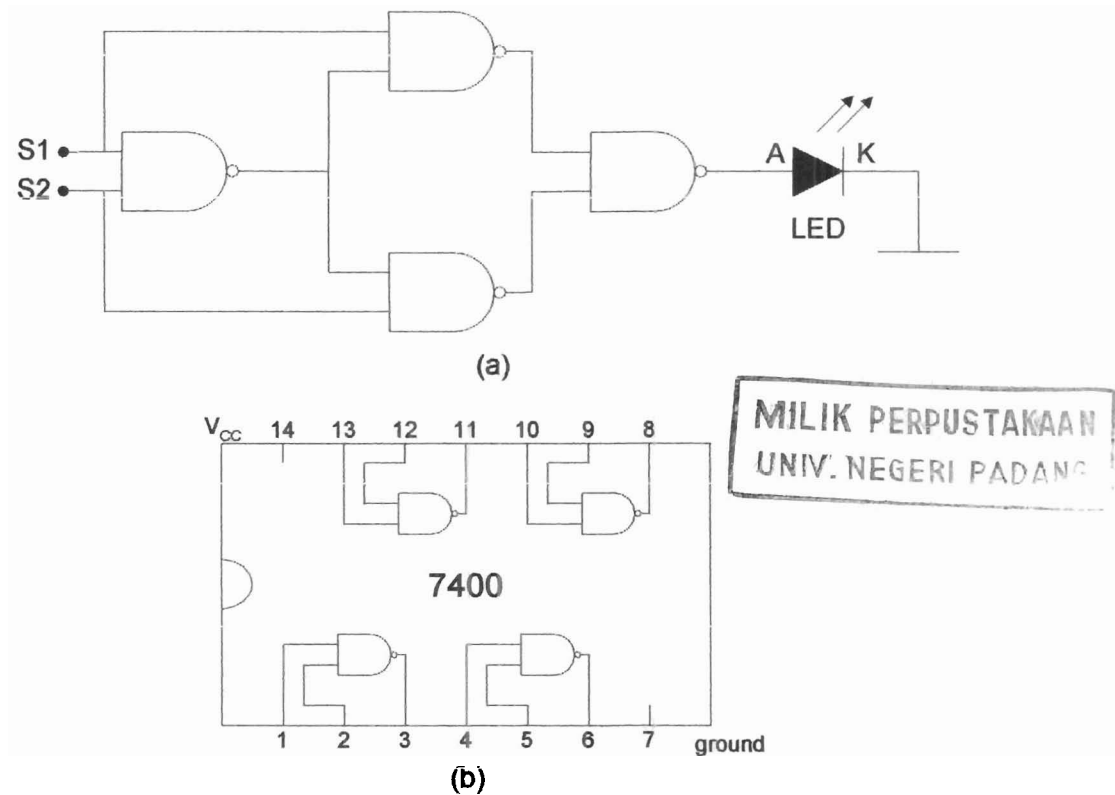 S1
S2
A K
LED
(a)
V_CC 14 13 12 11 10 9 8
7400
1 2 3 4 5 6 7 ground
(b)
MILIK PERPUSTAKAAN
UNIV. NEGERI PADANG